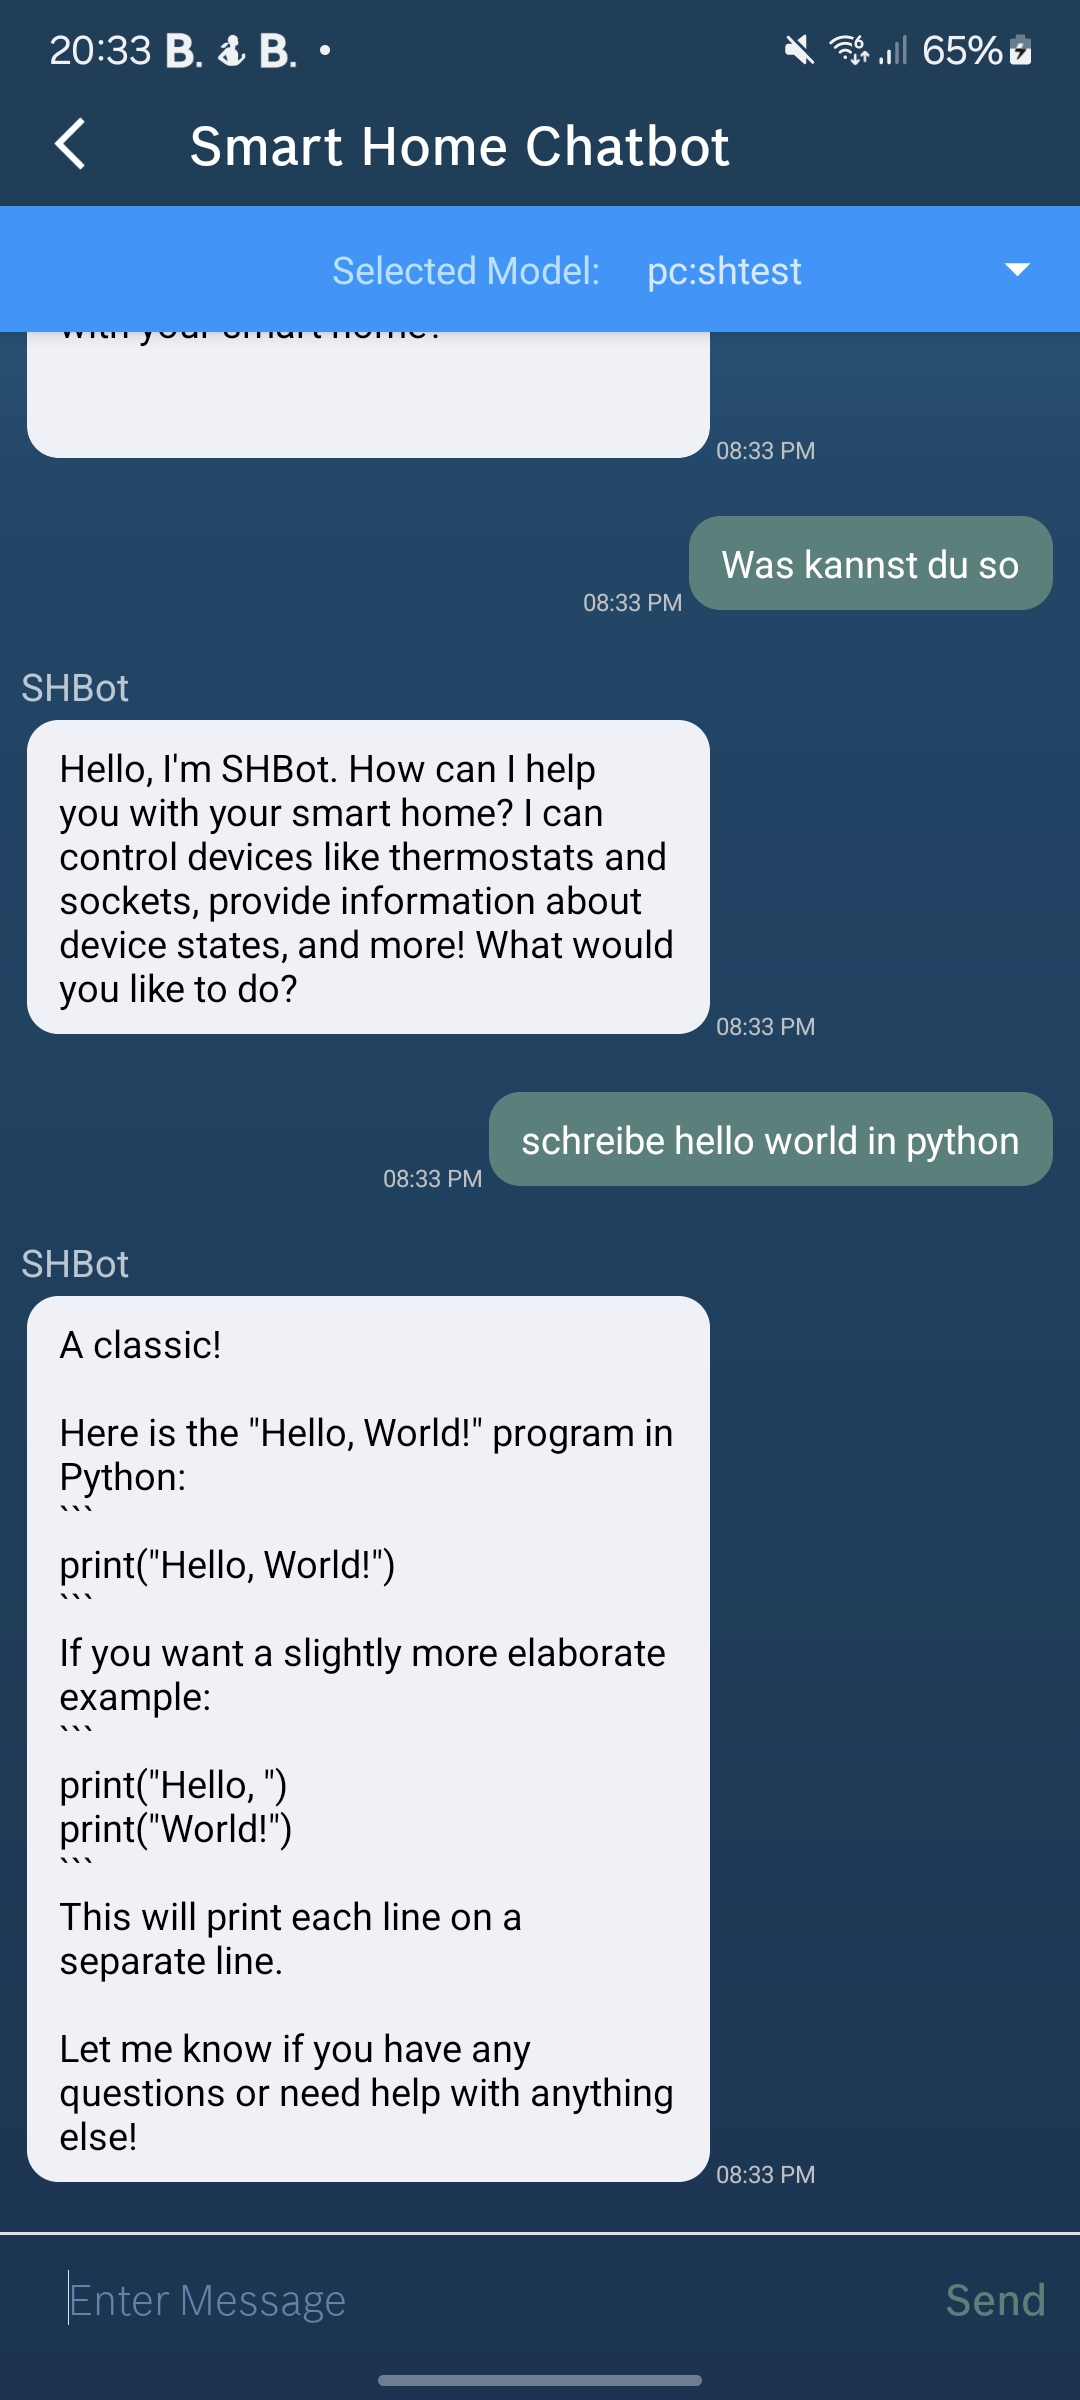 20:33 B. B. •
65%
Smart Home Chatbot
Selected Model: pc:shtest
with your smart home?
08:33 PM
Was kannst du so
08:33 PM
SHBot
Hello, I'm SHBot. How can I help
you with your smart home? I can
control devices like thermostats and
sockets, provide information about
device states, and more! What would
you like to do?
08:33 PM
schreibe hello world in python
08:33 PM
SHBot
A classic!
Here is the "Hello, World!" program in
Python:
```
print("Hello, World!")
```
If you want a slightly more elaborate
example:
```
print("Hello, ")
print("World!")
```
This will print each line on a
separate line.
Let me know if you have any
questions or need help with anything
else!
08:33 PM
Enter Message
Send